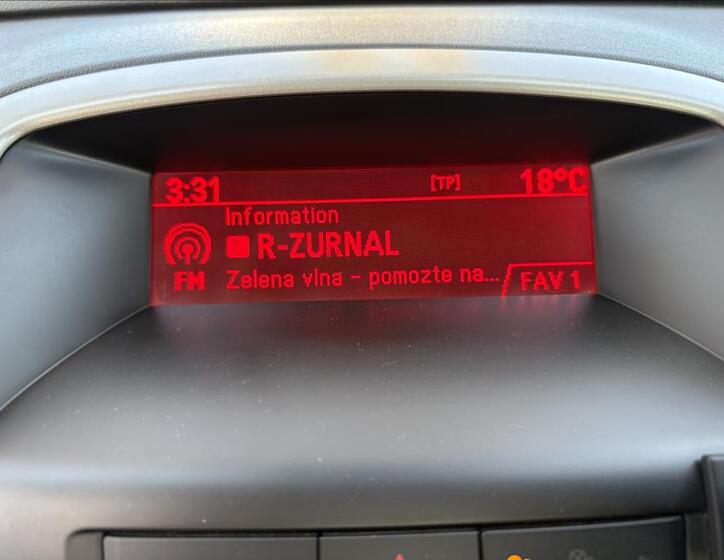 3:31 [TP] 18°C
Information
R-ZURNAL
FM Zelena vlna - pomozte na... FAV 1